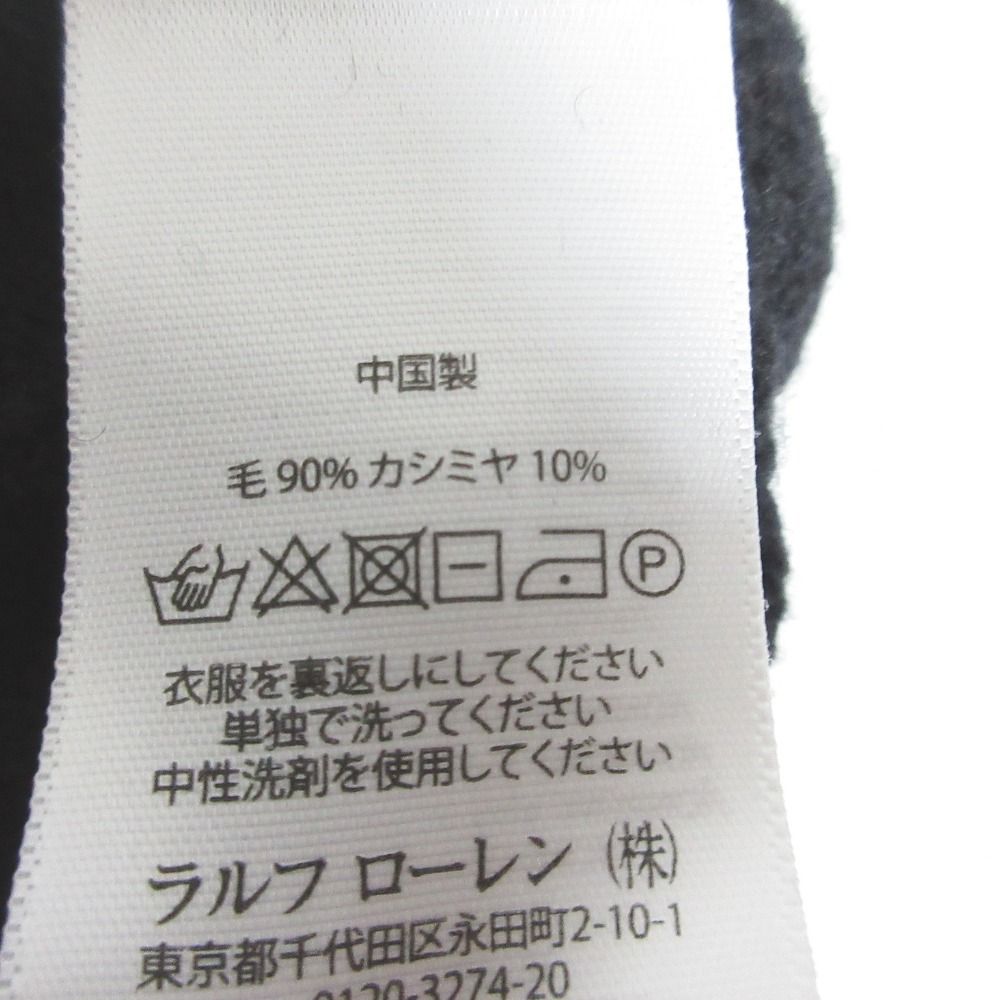 中国製
毛 90% カシミヤ 10%
P
衣服を裏返しにしてください
単独で洗ってください
中性洗剤を使用してください
ラルフ ローレン (株)
東京都千代田区永田町2-10-1
0120-3274-20